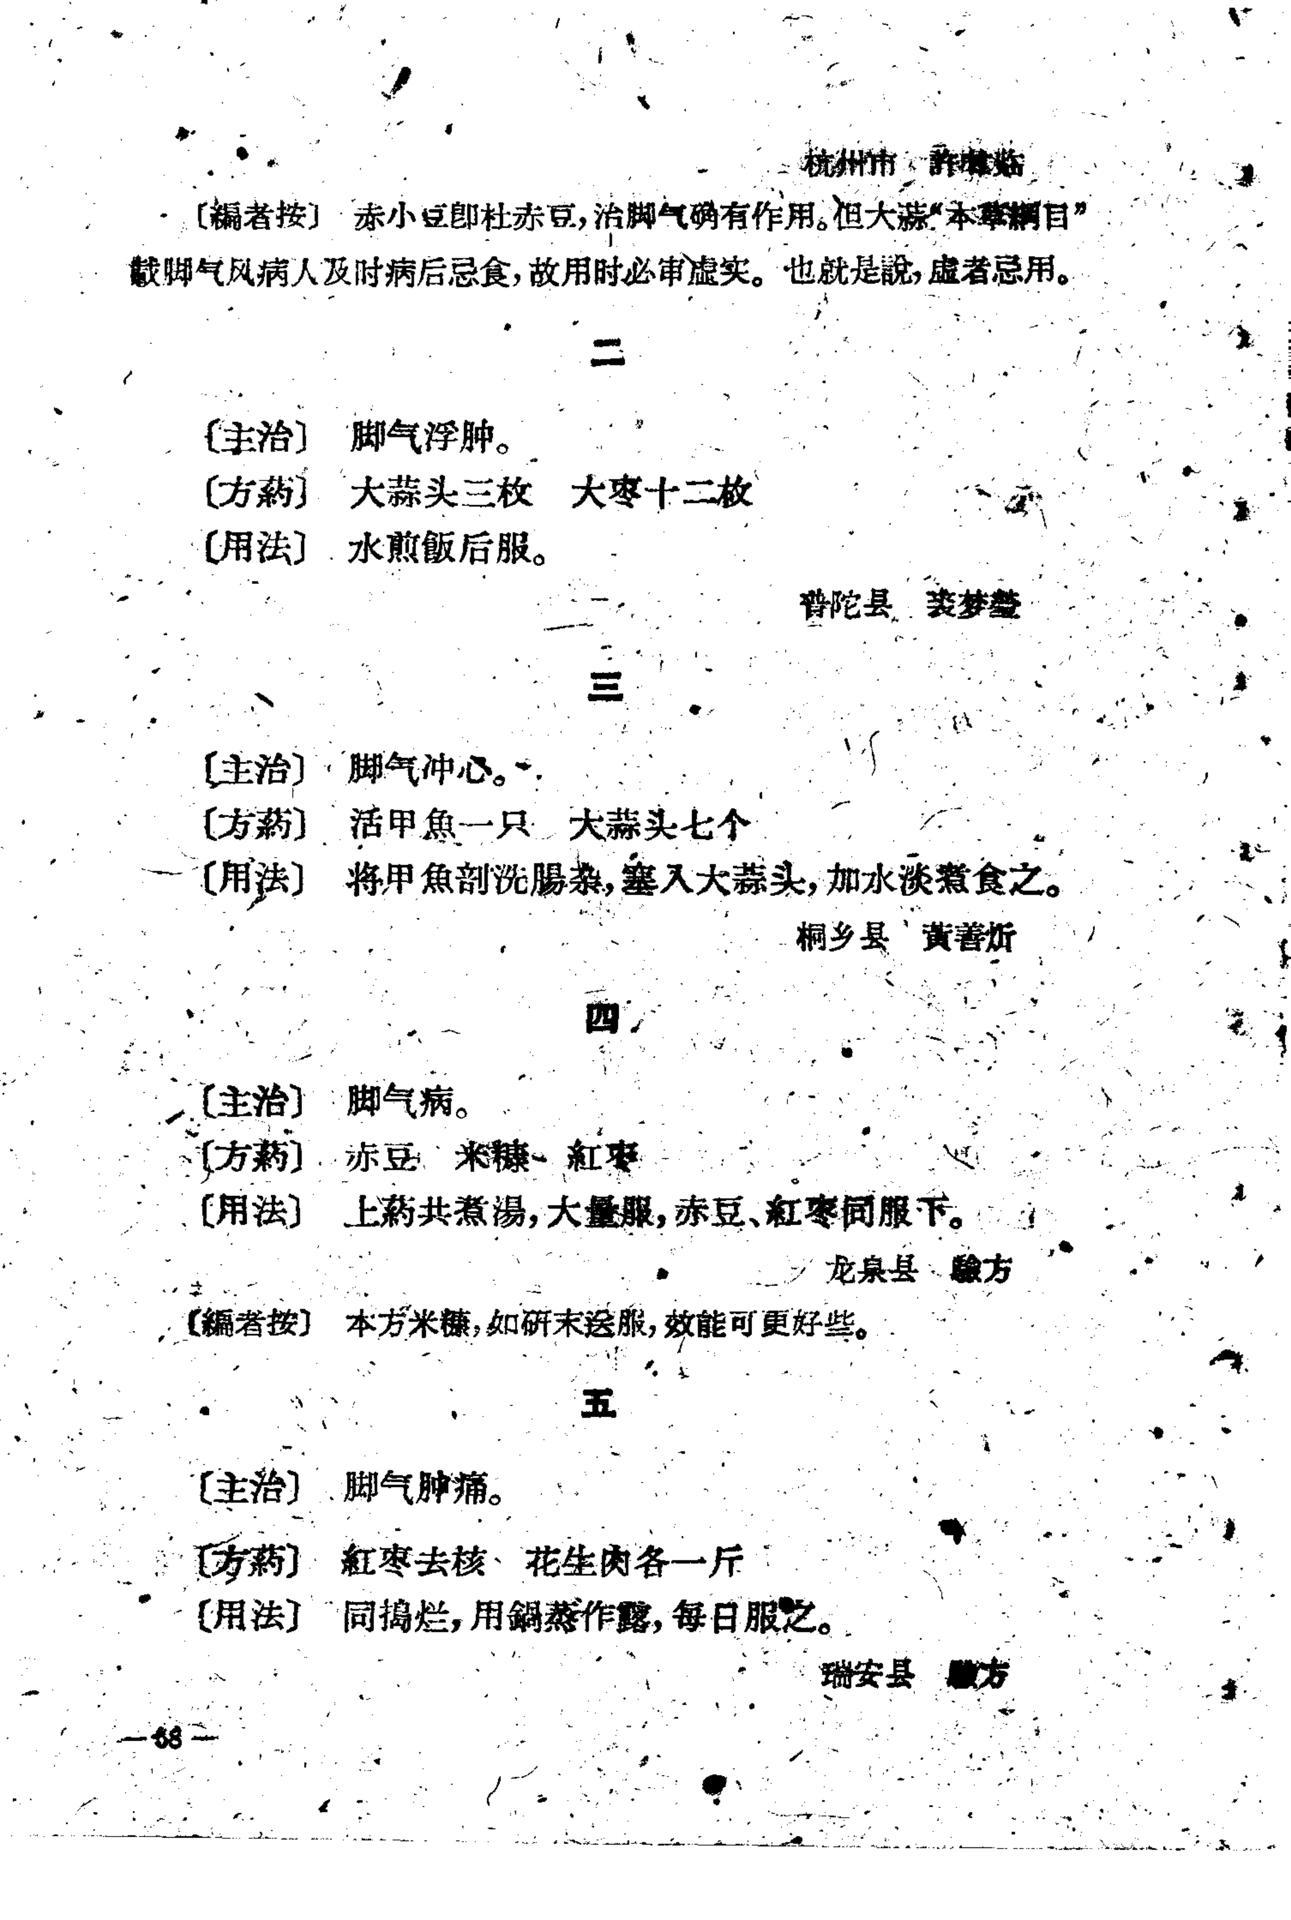 杭州市　許
〔編者按〕　赤小豆卽杜赤豆，治脚气确有作用。但大蒜“本草綱目”
載脚气风病人及时病后忌食，故用时必审虚实。也就是說，虚者忌用。
二
〔主治〕　脚气浮肿。
〔方葯〕　大蒜头三枚　大枣十二枚
〔用法〕　水煎飯后服。
普陀县　裘梦莹
三
〔主治〕　脚气冲心。
〔方葯〕　活甲魚一只　大蒜头七个
〔用法〕　将甲魚剖洗腸杂，塞入大蒜头，加水淡煮食之。
桐乡县　黃善炘
四
〔主治〕　脚气病。
〔方葯〕　赤豆　米糠　紅枣
〔用法〕　上葯共煮湯，大量服，赤豆、紅枣同服下。
龙泉县　驗方
〔編者按〕　本方米糠，如研末送服，效能可更好些。
五
〔主治〕　脚气肿痛。
〔方葯〕　紅枣去核　花生肉各一斤
〔用法〕　同搗烂，用鍋蒸作露，每日服之。
瑞安县　驗方
—68—